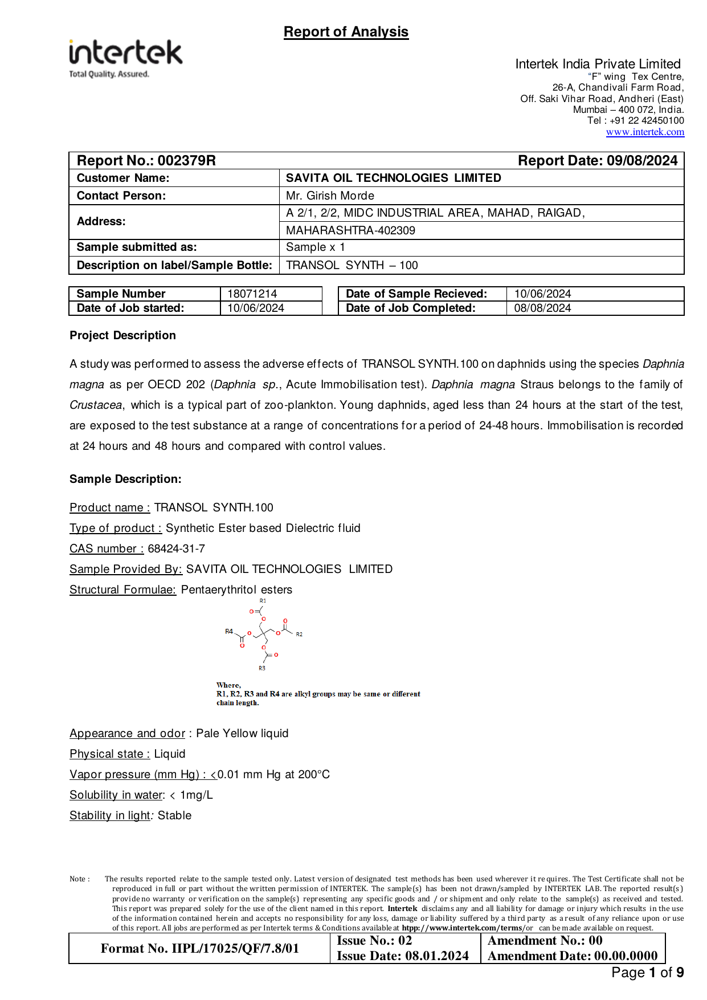 Report of Analysis
intertek
Total Quality. Assured.
Intertek India Private Limited
“F” wing Tex Centre,
26-A, Chandivali Farm Road,
Off. Saki Vihar Road, Andheri (East)
Mumbai – 400 072, India.
Tel : +91 22 42450100
www.intertek.com
Report No.: 002379R Report Date: 09/08/2024
Customer Name: SAVITA OIL TECHNOLOGIES LIMITED
Contact Person: Mr. Girish Morde
Address: A 2/1, 2/2, MIDC INDUSTRIAL AREA, MAHAD, RAIGAD,
MAHARASHTRA-402309
Sample submitted as: Sample x 1
Description on label/Sample Bottle: TRANSOL SYNTH – 100
Sample Number 18071214 Date of Sample Recieved: 10/06/2024
Date of Job started: 10/06/2024 Date of Job Completed: 08/08/2024
Project Description
A study was performed to assess the adverse effects of TRANSOL SYNTH.100 on daphnids using the species Daphnia
magna as per OECD 202 (Daphnia sp., Acute Immobilisation test). Daphnia magna Straus belongs to the family of
Crustacea, which is a typical part of zoo-plankton. Young daphnids, aged less than 24 hours at the start of the test,
are exposed to the test substance at a range of concentrations for a period of 24-48 hours. Immobilisation is recorded
at 24 hours and 48 hours and compared with control values.
Sample Description:
Product name : TRANSOL SYNTH.100
Type of product : Synthetic Ester based Dielectric fluid
CAS number : 68424-31-7
Sample Provided By: SAVITA OIL TECHNOLOGIES LIMITED
Structural Formulae: Pentaerythritol esters
R1
O
O
O
R4
O
O
R2
O
O
O
R3
Where,
R1, R2, R3 and R4 are alkyl groups may be same or different
chain length.
Appearance and odor : Pale Yellow liquid
Physical state : Liquid
Vapor pressure (mm Hg) : <0.01 mm Hg at 200°C
Solubility in water: < 1mg/L
Stability in light: Stable
Note : The results reported relate to the sample tested only. Latest version of designated test methods has been used wherever it requires. The Test Certificate shall not be
reproduced in full or part without the written permission of INTERTEK. The sample(s) has been not drawn/sampled by INTERTEK LAB. The reported result(s)
provide no warranty or verification on the sample(s) representing any specific goods and / or shipment and only relate to the sample(s) as received and tested.
This report was prepared solely for the use of the client named in this report. Intertek disclaims any and all liability for damage or injury which results in the use
of the information contained herein and accepts no responsibility for any loss, damage or liability suffered by a third party as a result of any reliance upon or use
of this report. All jobs are performed as per Intertek terms & Conditions available at htpp://www.intertek.com/terms/or can be made available on request.
Format No. IIPL/17025/QF/7.8/01 Issue No.: 02 Amendment No.: 00
Issue Date: 08.01.2024 Amendment Date: 00.00.0000
Page 1 of 9